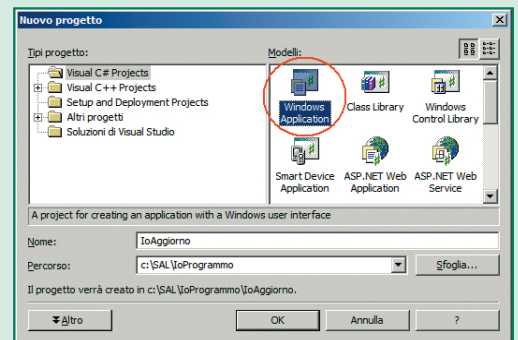 Nuovo progetto
Tipi progetto:
Modelli:
Visual C# Projects
Visual C++ Projects
Setup and Deployment Projects
Altri progetti
Soluzioni di Visual Studio
Windows Application
Class Library
Windows Control Library
Smart Device Application
ASP.NET Web Application
ASP.NET Web Service
A project for creating an application with a Windows user interface
Nome:
IoAggiorno
Percorso:
c:\SAL\IoProgrammo
Sfoglia...
Il progetto verrà creato in c:\SAL\IoProgrammo\IoAggiorno.
Altro
OK
Annulla
?